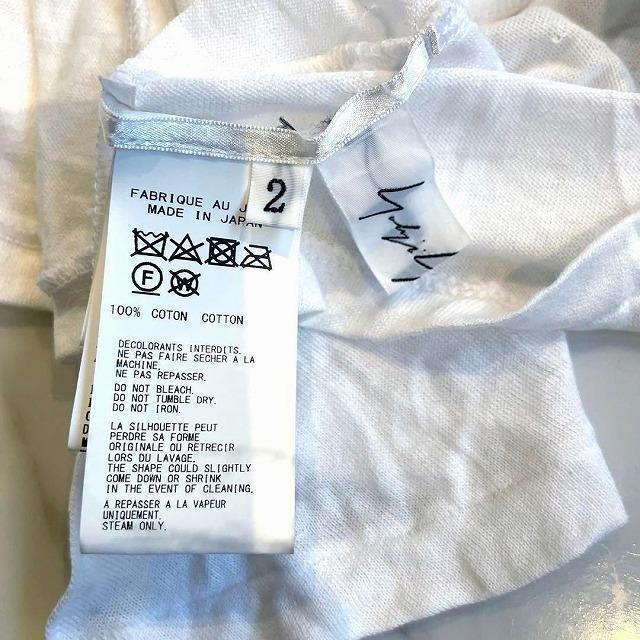 FABRIQUE AU
MADE IN JAPAN
2
F W
100% COTON COTTON
DECOLORANTS INTERDITS.
NE PAS FAIRE SECHER A LA
MACHINE.
NE PAS REPASSER.
DO NOT BLEACH.
DO NOT TUMBLE DRY.
DO NOT IRON.
LA SILHOUETTE PEUT
PERDRE SA FORME
ORIGINALE OU RETRECIR
LORS DU LAVAGE.
THE SHAPE COULD SLIGHTLY
COME DOWN OR SHRINK
IN THE EVENT OF CLEANING.
A REPASSER A LA VAPEUR
UNIQUEMENT.
STEAM ONLY.